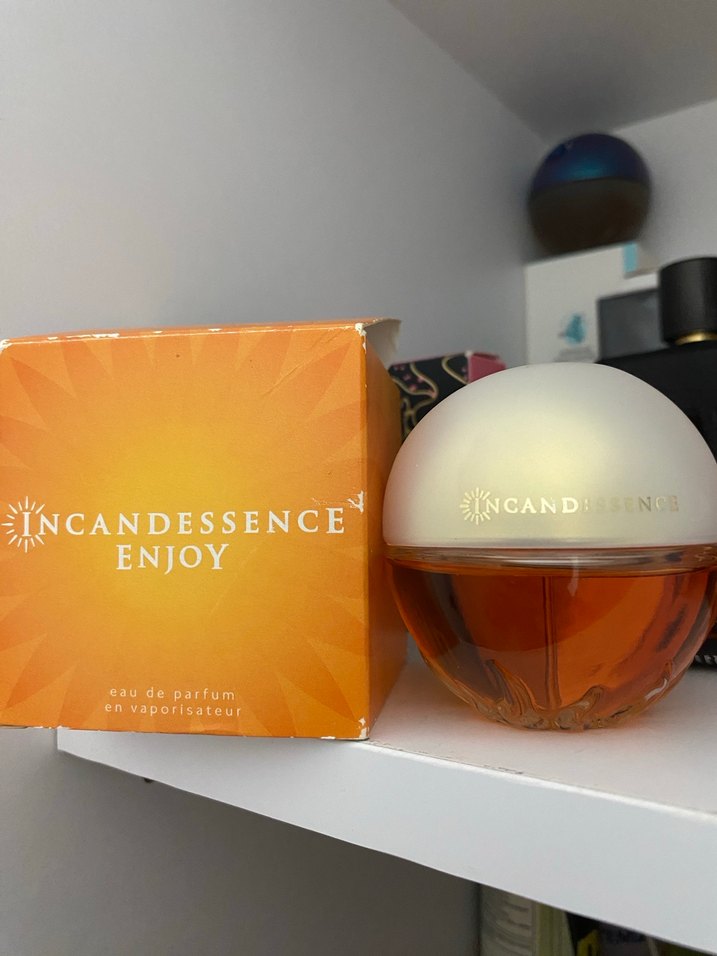 INCANDESSENCE
ENJOY
eau de parfum
en vaporisateur
INCANDESSENCE